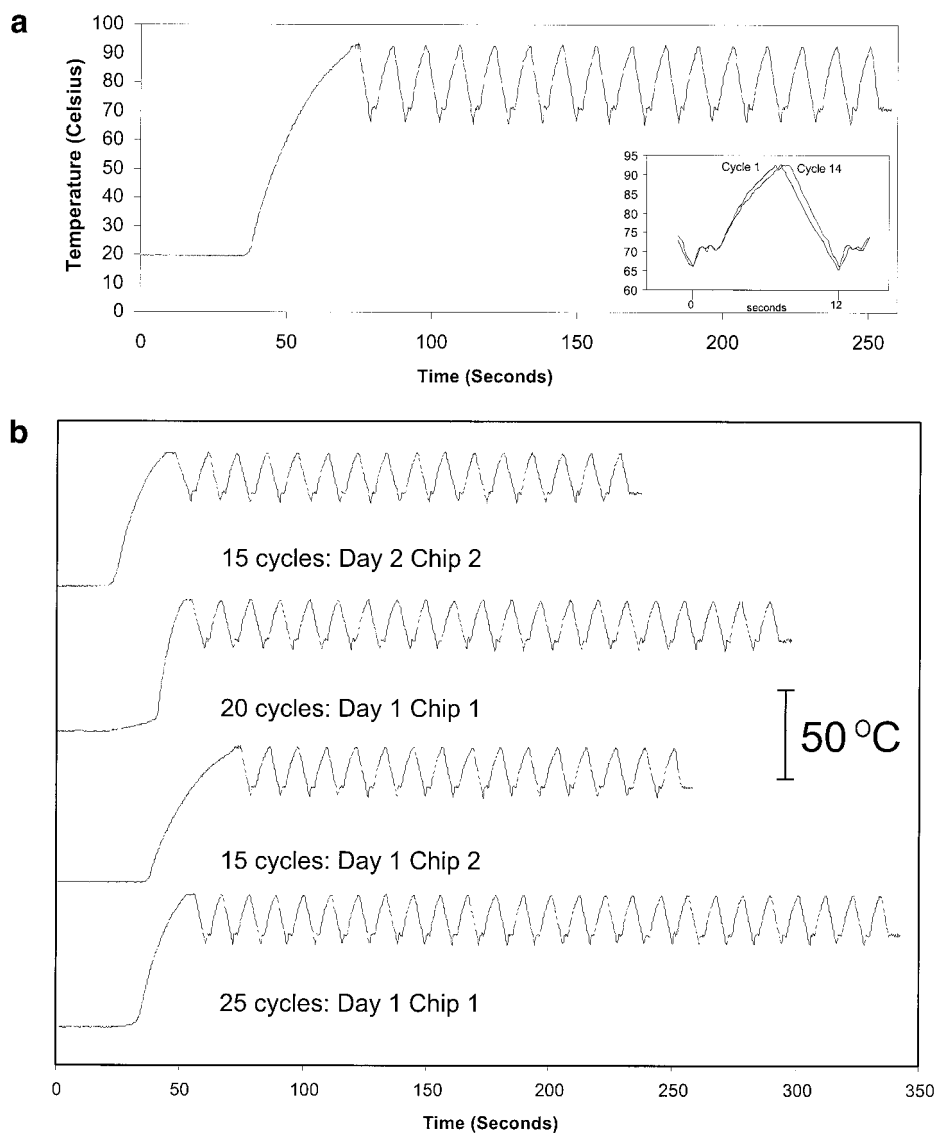 a
Temperature (Celsius)
100
90
80
70
60
50
40
30
20
10
0
0 50 100 150 200 250
Time (Seconds)
95
90
85
80
75
70
65
60
Cycle 1 Cycle 14
0 seconds 12
b
15 cycles: Day 2 Chip 2
20 cycles: Day 1 Chip 1
50 °C
15 cycles: Day 1 Chip 2
25 cycles: Day 1 Chip 1
0 50 100 150 200 250 300 350
Time (Seconds)